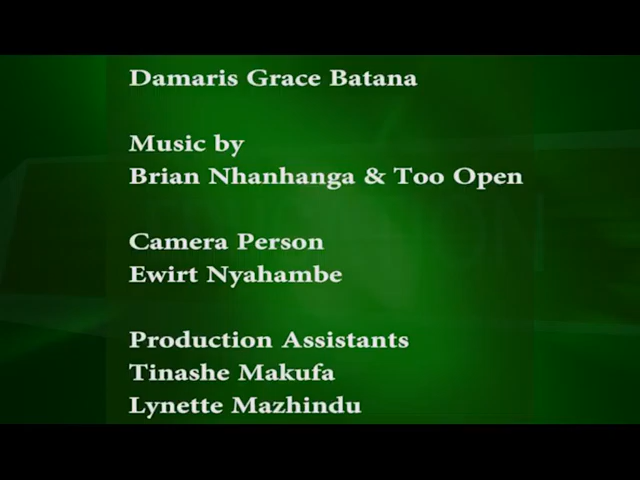 Damaris Grace Batana
Music by
Brian Nhanhanga & Too Open
Camera Person
Ewirt Nyahambe
Production Assistants
Tinashe Makufa
Lynette Mazhindu